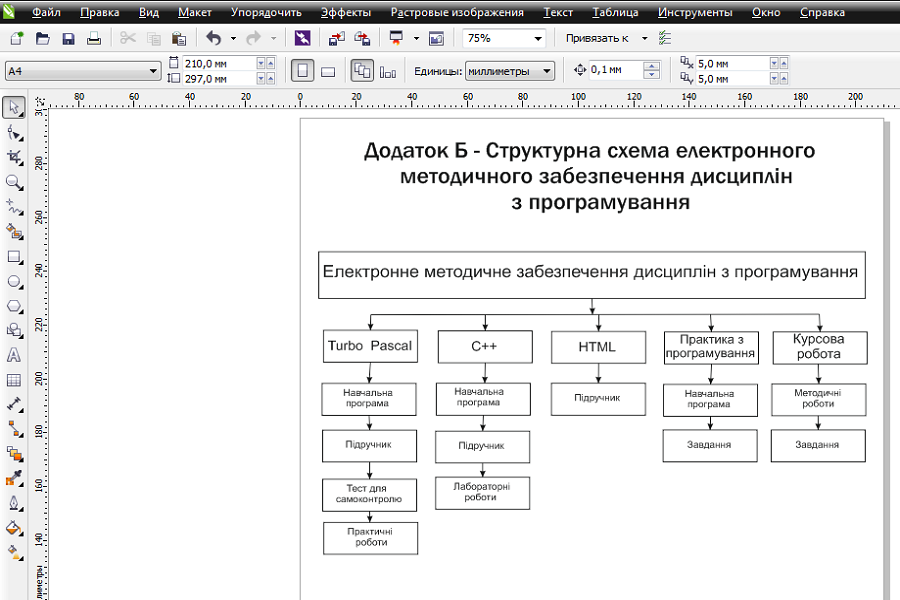 Файл Правка Вид Макет Упорядочить Эффекты Растровые изображения Текст Таблица Инструменты Окно Справка
75% Привязать к
A4 210,0 мм 297,0 мм Единицы: миллиметры 0,1 мм 5,0 мм 5,0 мм
80 60 40 20 0 20 40 60 80 100 120 140 160 180 200
280
260
240
220
200
180
160
140
Додаток Б - Структурна схема електронного
методичного забезпечення дисциплін
з програмування
Електронне методичне забезпечення дисциплін з програмування
Turbo Pascal
C++
HTML
Практика з
програмування
Курсова
робота
Навчальна
програма
Навчальна
програма
Підручник
Навчальна
програма
Методичні
роботи
Підручник
Підручник
Завдання
Завдання
Тест для
самоконтролю
Лабораторні
роботи
Практичні
роботи